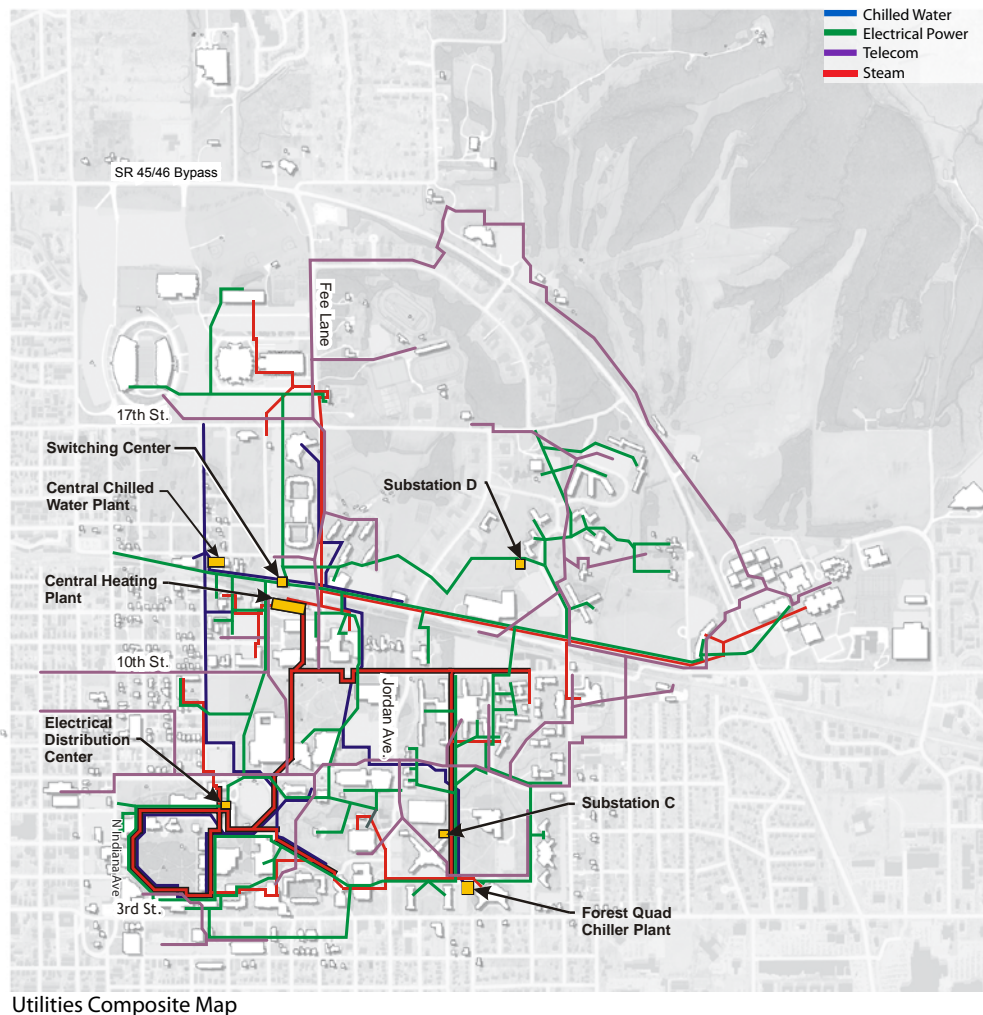 Chilled Water
Electrical Power
Telecom
Steam
SR 45/46 Bypass
Fee Lane
17th St.
Switching Center
Central Chilled
Water Plant
Substation D
Central Heating
Plant
10th St.
Jordan Ave.
Electrical
Distribution
Center
Substation C
N Indiana Ave
3rd St.
Forest Quad
Chiller Plant
Utilities Composite Map